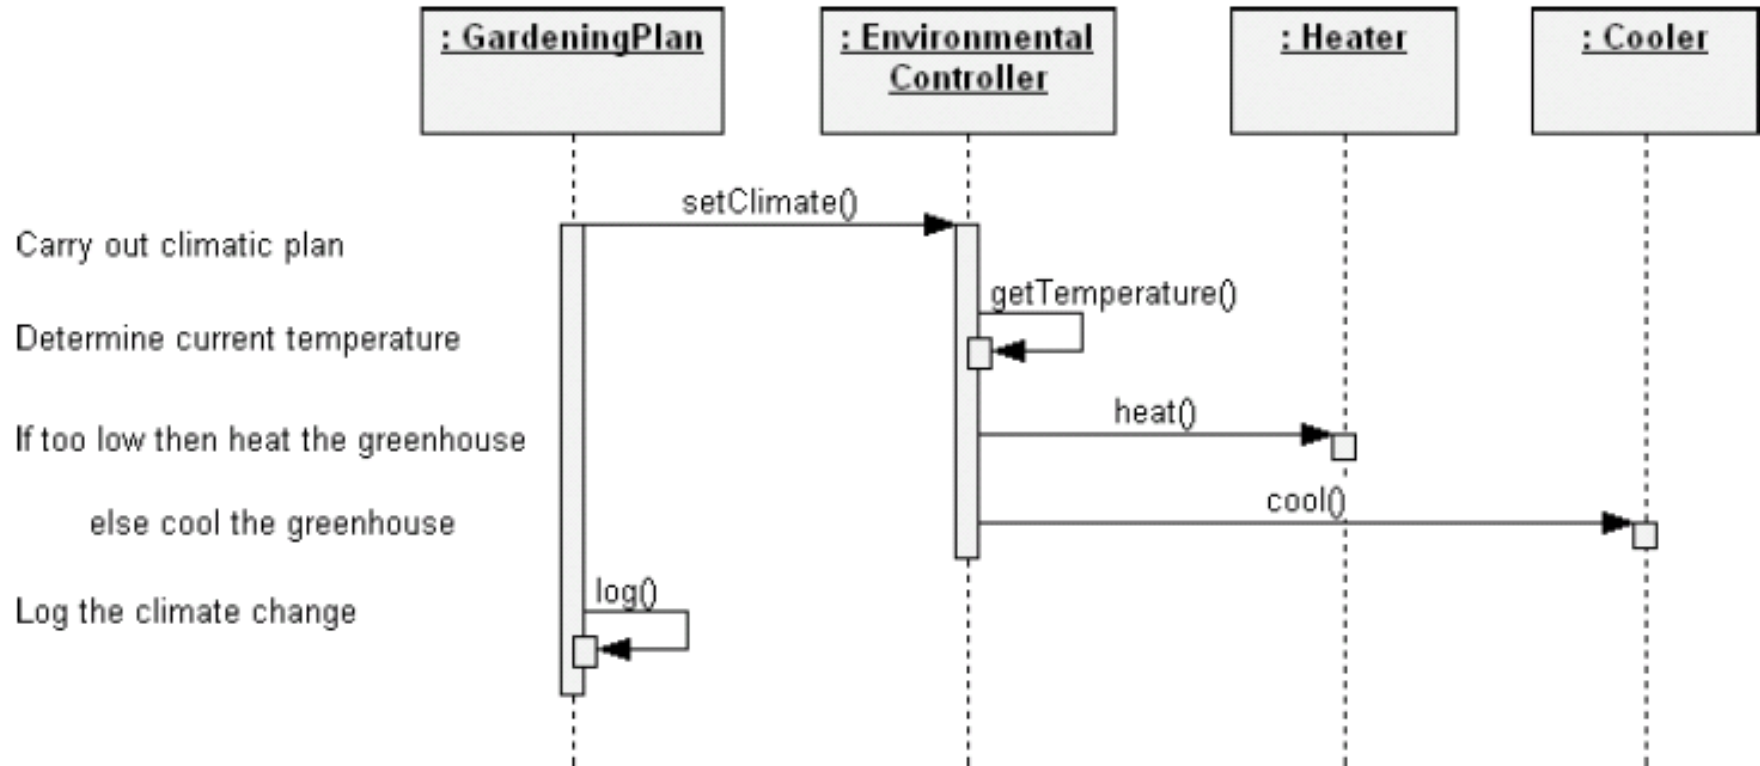 : GardeningPlan
: Environmental
Controller
: Heater
: Cooler
setClimate()
Carry out climatic plan
getTemperature()
Determine current temperature
heat()
If too low then heat the greenhouse
cool()
else cool the greenhouse
log()
Log the climate change